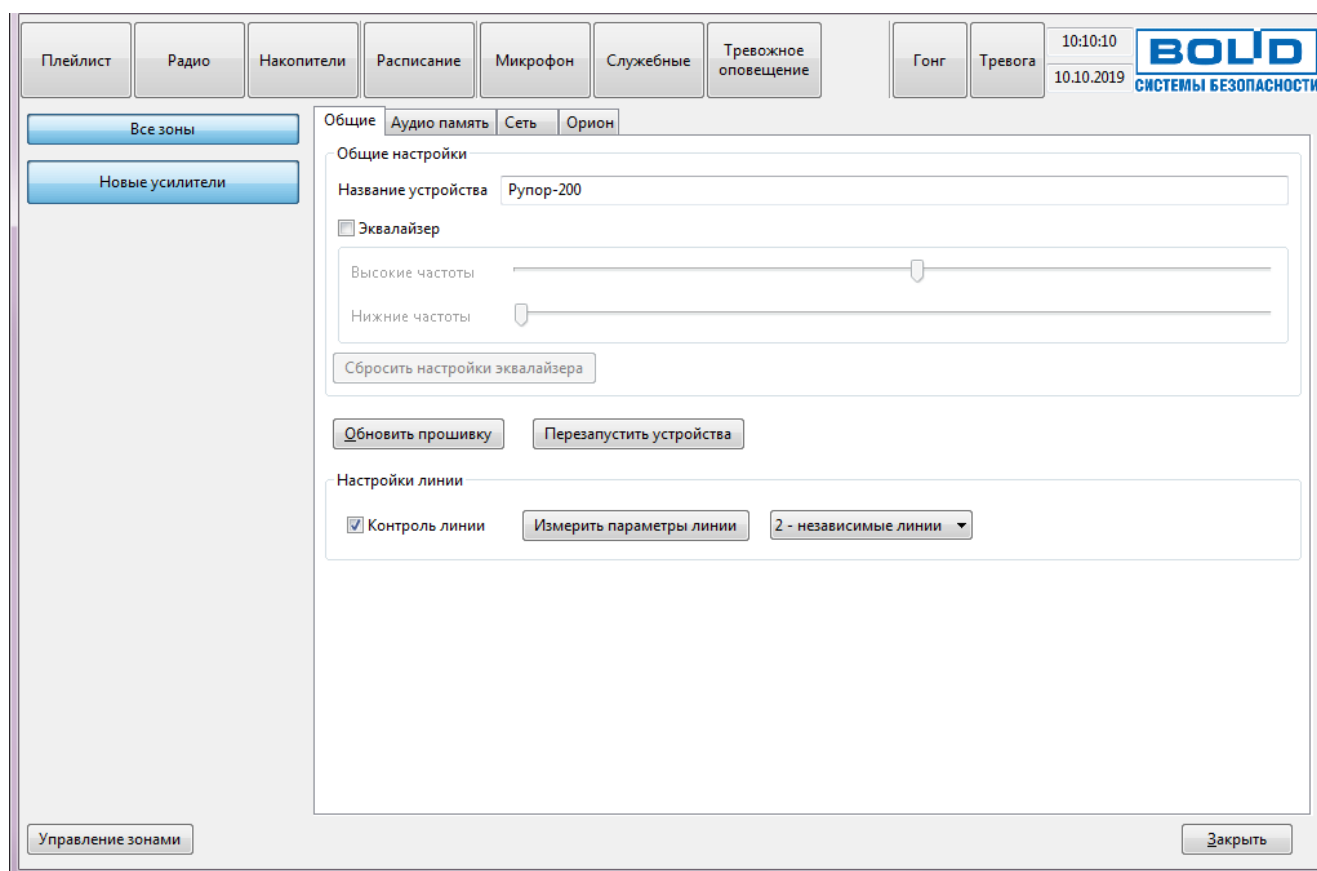 Плейлист
Радио
Накопители
Расписание
Микрофон
Служебные
Тревожное
оповещение
Гонг
Тревога
10:10:10
10.10.2019
BOLID
СИСТЕМЫ БЕЗОПАСНОСТИ
Все зоны
Новые усилители
Общие
Аудио память
Сеть
Орион
Общие настройки
Название устройства
Рупор-200
Эквалайзер
Высокие частоты
Нижние частоты
Сбросить настройки эквалайзера
Обновить прошивку
Перезапустить устройства
Настройки линии
Контроль линии
Измерить параметры линии
2 - независимые линии
Управление зонами
Закрыть